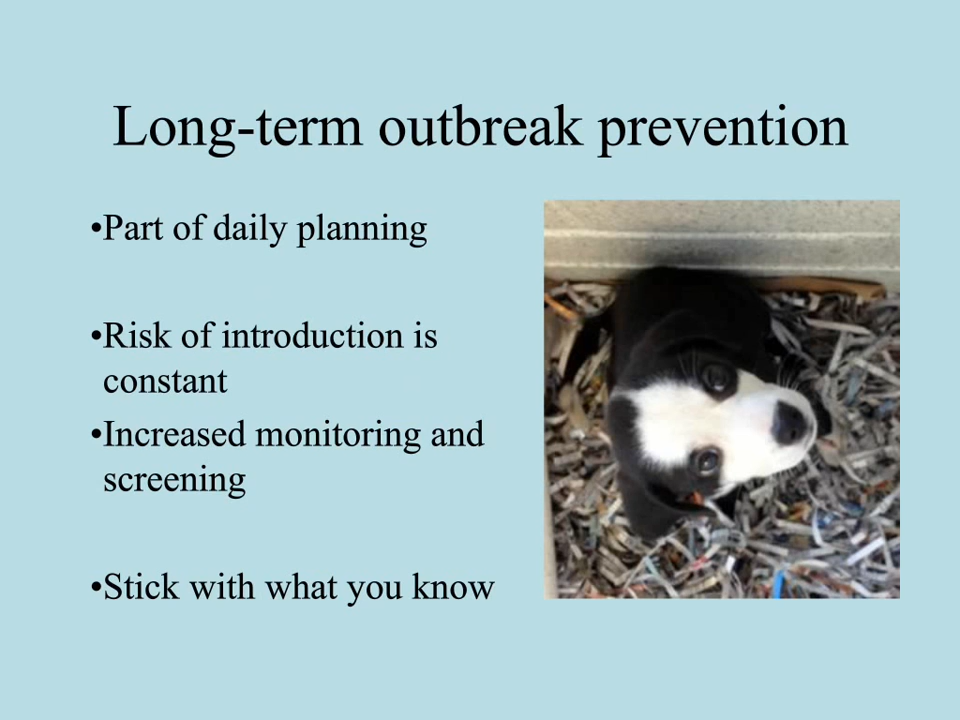 Long-term outbreak prevention
•Part of daily planning
•Risk of introduction is
constant
•Increased monitoring and
screening
•Stick with what you know